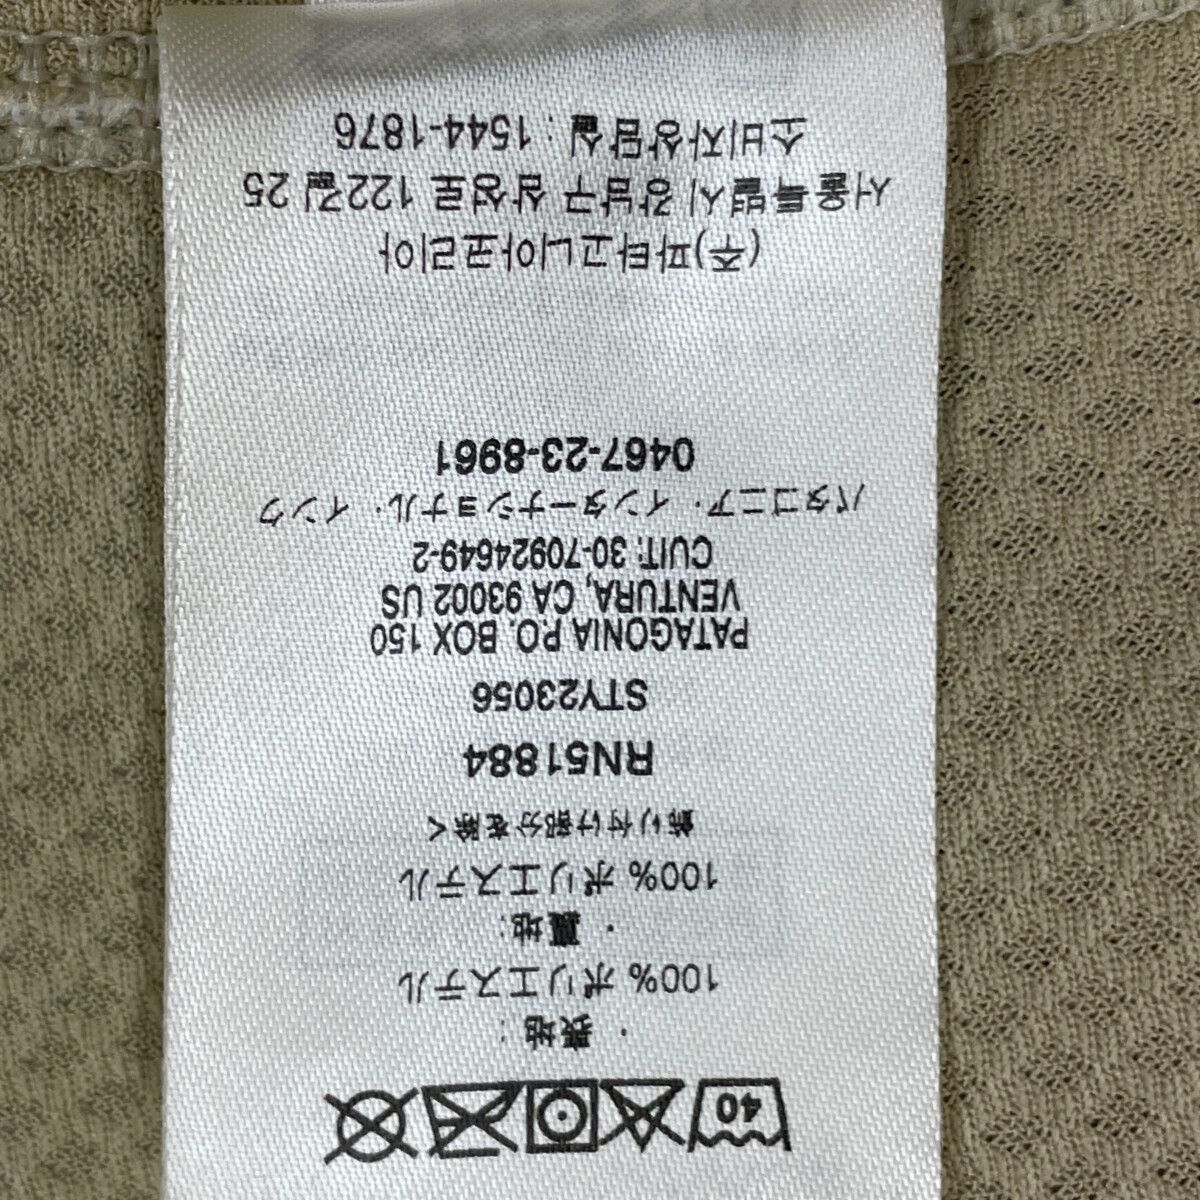 40
・ 表地 :
100% ポリエステル
・ 裏地:
100% ポリエステル
飾り付け部分を除く
RN51884
STY23056
PATAGONIA P.O. BOX 150
VENTURA, CA 93002 US
CUIT: 30-70924649-2
パタゴニア・インターナショナル・インク
0467-23-8961
(주)파타고니아코리아
서울특별시 강남구 삼성로 122길 25
소비자상담실 : 1544-1876